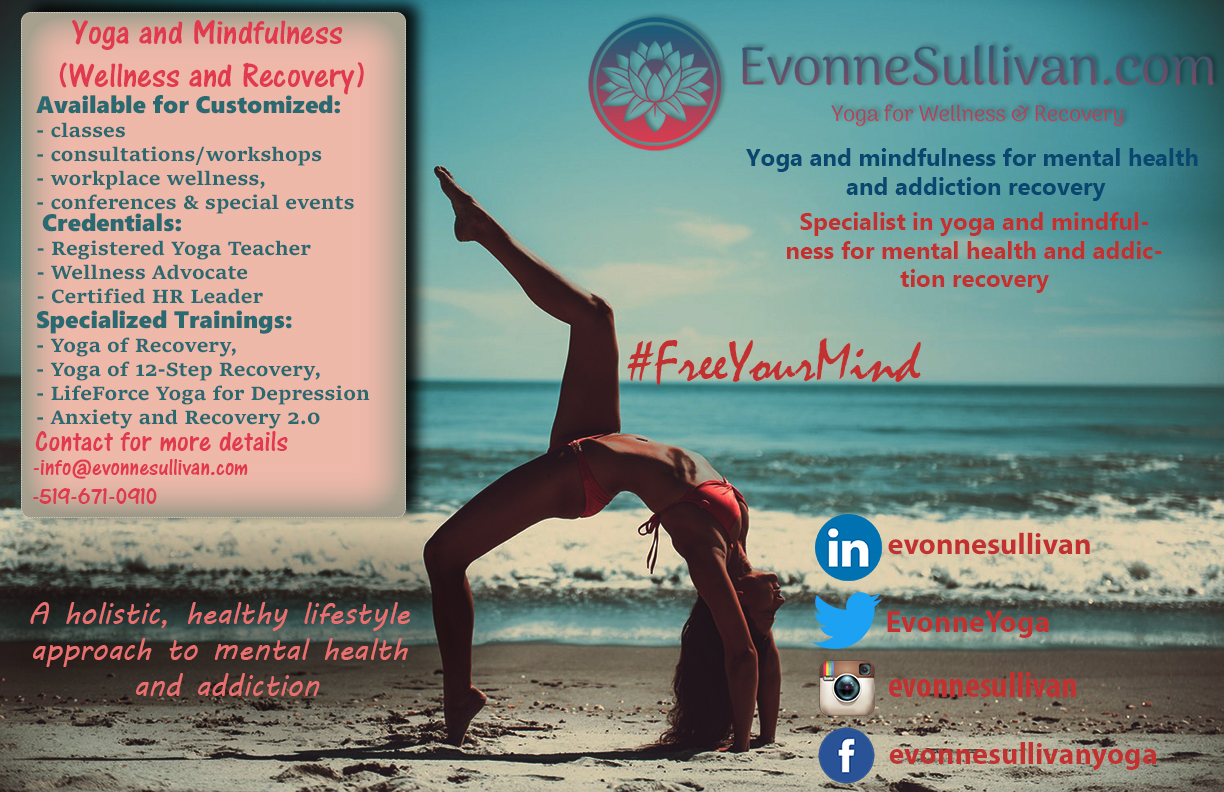 Yoga and Mindfulness
(Wellness and Recovery)
Available for Customized:
- classes
- consultations/workshops
- workplace wellness,
- conferences & special events
Credentials:
- Registered Yoga Teacher
- Wellness Advocate
- Certified HR Leader
Specialized Trainings:
- Yoga of Recovery,
- Yoga of 12-Step Recovery,
- LifeForce Yoga for Depression
- Anxiety and Recovery 2.0
Contact for more details
-info@evonnesullivan.com
-519-671-0910
A holistic, healthy lifestyle
approach to mental health
and addiction
EvonneSullivan.com
Yoga for Wellness & Recovery
Yoga and mindfulness for mental health
and addiction recovery
Specialist in yoga and mindful-
ness for mental health and addic-
tion recovery
#FreeYourMind
in evonnesullivan
EvonneYoga
evonnesullivan
f evonnesullivanyoga